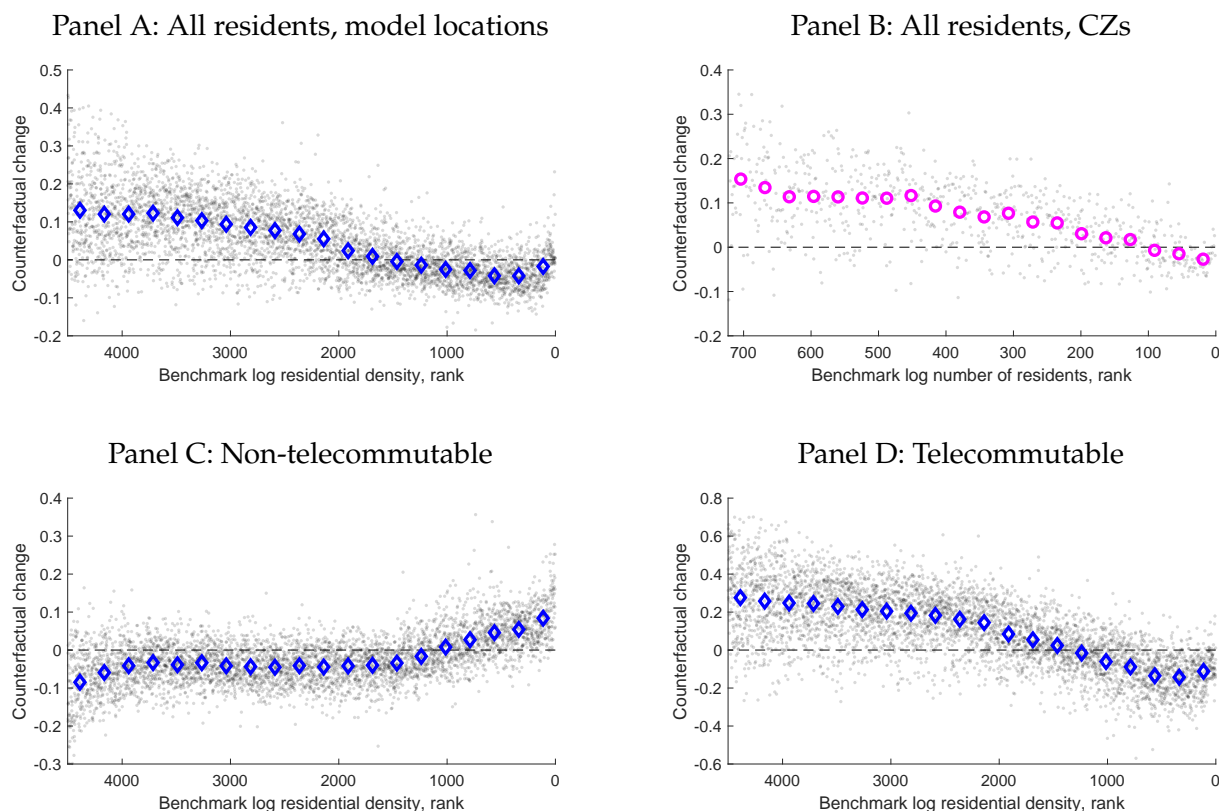 Panel A: All residents, model locations
0.5
0.4
0.3
0.2
0.1
0
-0.1
-0.2
Counterfactual change
4000 3000 2000 1000 0
Benchmark log residential density, rank
Panel B: All residents, CZs
0.4
0.3
0.2
0.1
0
-0.1
-0.2
Counterfactual change
700 600 500 400 300 200 100 0
Benchmark log number of residents, rank
Panel C: Non-telecommutable
0.4
0.3
0.2
0.1
0
-0.1
-0.2
-0.3
Counterfactual change
4000 3000 2000 1000 0
Benchmark log residential density, rank
Panel D: Telecommutable
0.8
0.6
0.4
0.2
0
-0.2
-0.4
-0.6
Counterfactual change
4000 3000 2000 1000 0
Benchmark log residential density, rank